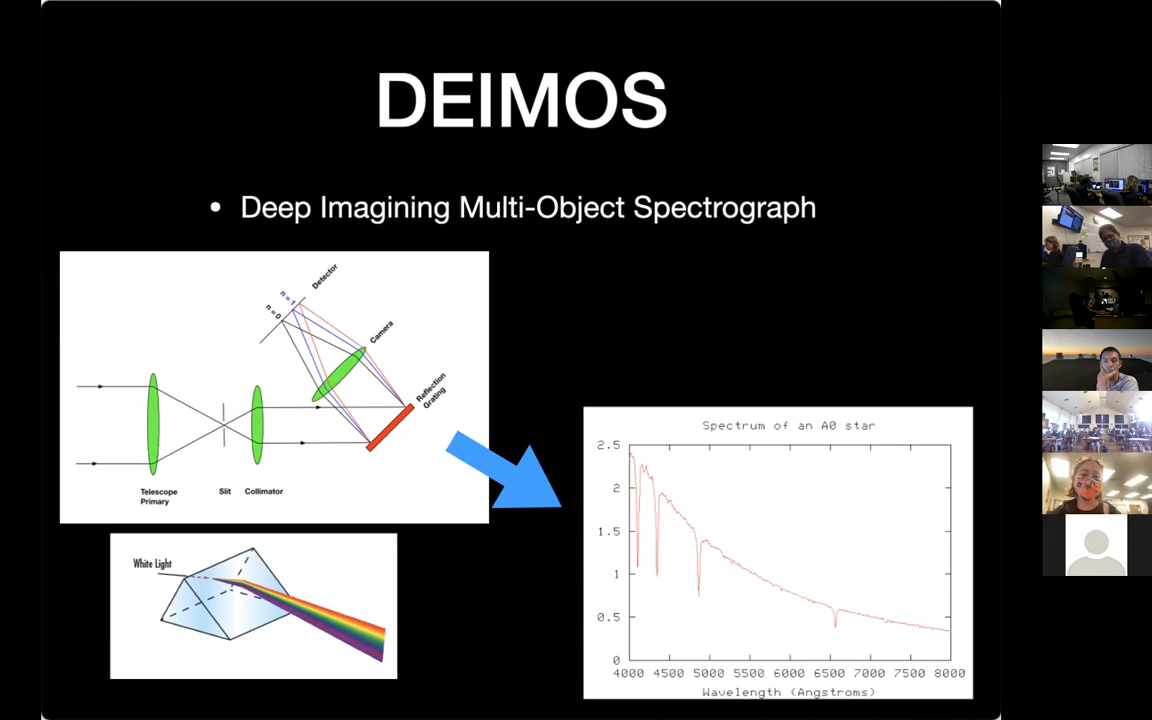 DEIMOS
• Deep Imagining Multi-Object Spectrograph
Detector
n = 1
n = 0
Camera
Reflection
Grating
Telescope
Primary
Slit
Collimator
White Light
Spectrum of an A0 star
2.5
2
1.5
1
0.5
0
4000 4500 5000 5500 6000 6500 7000 7500 8000
Wavelength (Angstroms)